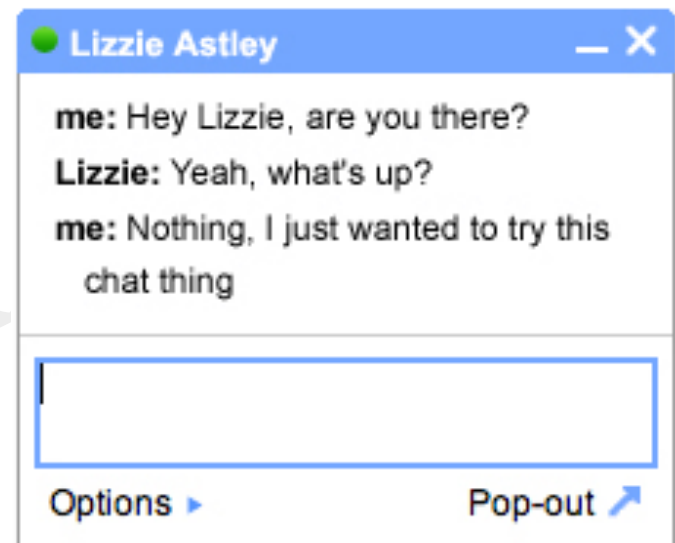 Lizzie Astley
me: Hey Lizzie, are you there?
Lizzie: Yeah, what's up?
me: Nothing, I just wanted to try this
chat thing
Options
Pop-out